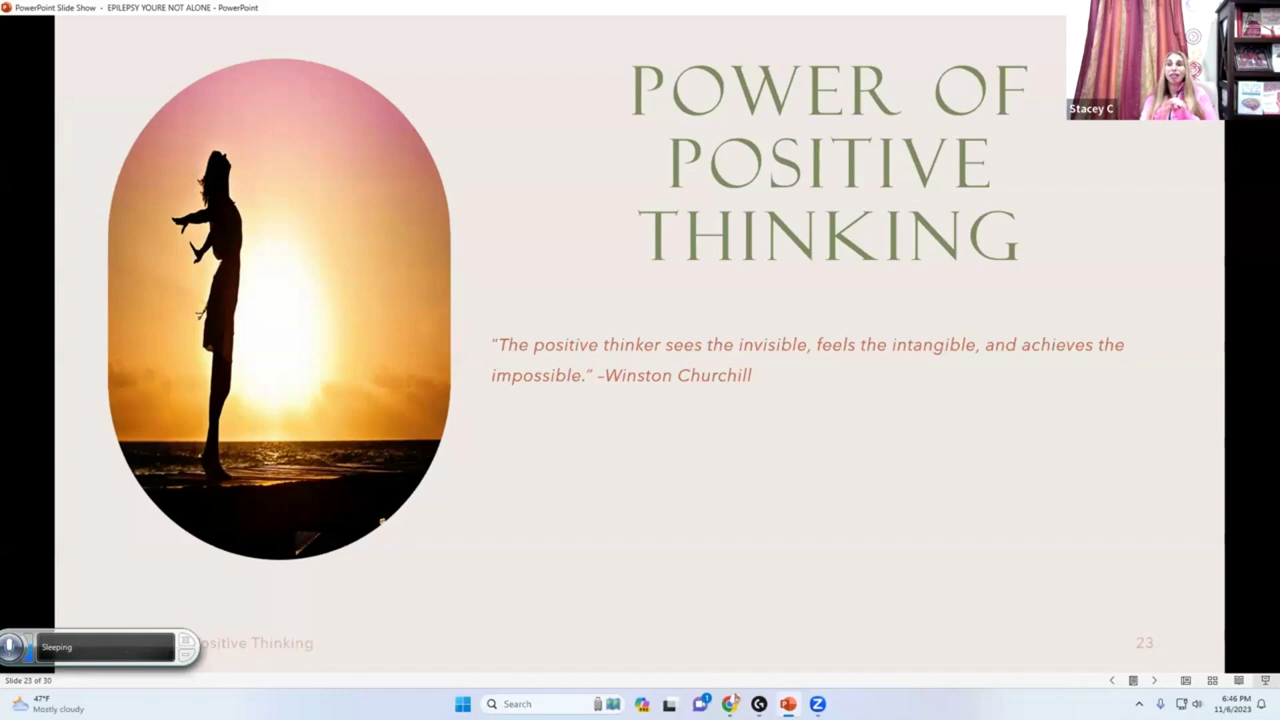 PowerPoint Slide Show - EPILEPSY YOURE NOT ALONE - PowerPoint
Stacey C
POWER OF
POSITIVE
THINKING
"The positive thinker sees the invisible, feels the intangible, and achieves the
impossible." –Winston Churchill
Sleeping
ositive Thinking
23
Slide 23 of 30
47°F
Mostly cloudy
Search
1
6:46 PM
11/6/2023